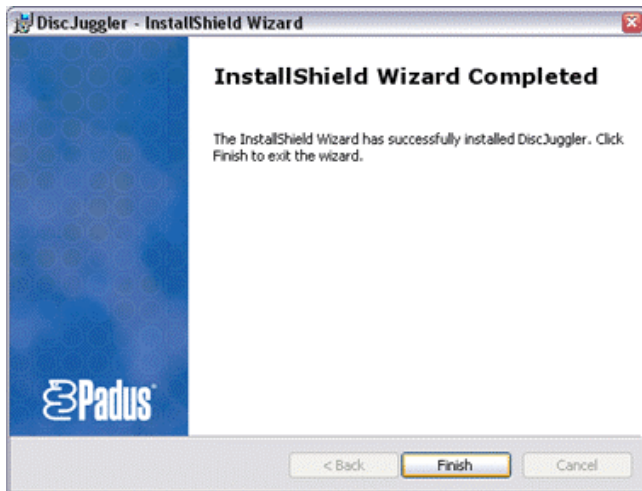 DiscJuggler - InstallShield Wizard
InstallShield Wizard Completed
The InstallShield Wizard has successfully installed DiscJuggler. Click
Finish to exit the wizard.
Padus
< Back
Finish
Cancel